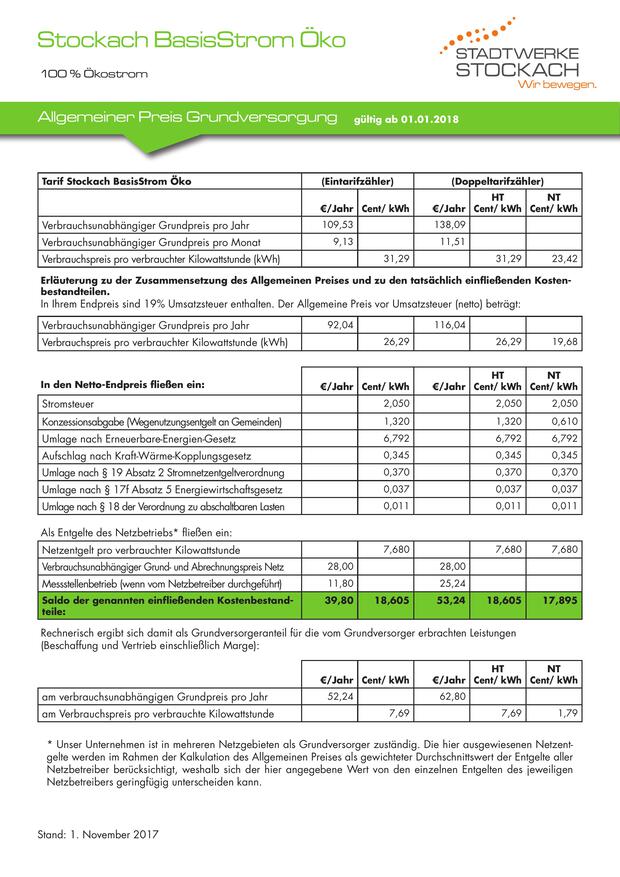 Stockach BasisStrom Öko
100 % Ökostrom
STADTWERKE
STOCKACH
Wir bewegen.
Allgemeiner Preis Grundversorgung gültig ab 01.01.2018
Tarif Stockach BasisStrom Öko (Eintarifzähler) (Doppeltarifzähler)
HT NT
€/Jahr Cent/ kWh €/Jahr Cent/ kWh Cent/ kWh
Verbrauchsunabhängiger Grundpreis pro Jahr 109,53 138,09
Verbrauchsunabhängiger Grundpreis pro Monat 9,13 11,51
Verbrauchspreis pro verbrauchter Kilowattstunde (kWh) 31,29 31,29 23,42
Erläuterung zu der Zusammensetzung des Allgemeinen Preises und zu den tatsächlich einfließenden Kosten-
bestandteilen.
In Ihrem Endpreis sind 19% Umsatzsteuer enthalten. Der Allgemeine Preis vor Umsatzsteuer (netto) beträgt:
Verbrauchsunabhängiger Grundpreis pro Jahr 92,04 116,04
Verbrauchspreis pro verbrauchter Kilowattstunde (kWh) 26,29 26,29 19,68
HT NT
In den Netto-Endpreis fließen ein: €/Jahr Cent/ kWh €/Jahr Cent/ kWh Cent/ kWh
Stromsteuer 2,050 2,050 2,050
Konzessionsabgabe (Wegenutzungsentgelt an Gemeinden) 1,320 1,320 0,610
Umlage nach Erneuerbare-Energien-Gesetz 6,792 6,792 6,792
Aufschlag nach Kraft-Wärme-Kopplungsgesetz 0,345 0,345 0,345
Umlage nach § 19 Absatz 2 Stromnetzentgeltverordnung 0,370 0,370 0,370
Umlage nach § 17f Absatz 5 Energiewirtschaftsgesetz 0,037 0,037 0,037
Umlage nach § 18 der Verordnung zu abschaltbaren Lasten 0,011 0,011 0,011
Als Entgelte des Netzbetriebs* fließen ein:
Netzentgelt pro verbrauchter Kilowattstunde 7,680 7,680 7,680
Verbrauchsunabhängiger Grund- und Abrechnungspreis Netz 28,00 28,00
Messstellenbetrieb (wenn vom Netzbetreiber durchgeführt) 11,80 25,24
Saldo der genannten einfließenden Kostenbestand- 39,80 18,605 53,24 18,605 17,895
teile:
Rechnerisch ergibt sich damit als Grundversorgeranteil für die vom Grundversorger erbrachten Leistungen
(Beschaffung und Vertrieb einschließlich Marge):
HT NT
€/Jahr Cent/ kWh €/Jahr Cent/ kWh Cent/ kWh
am verbrauchsunabhängigen Grundpreis pro Jahr 52,24 62,80
am Verbrauchspreis pro verbrauchte Kilowattstunde 7,69 7,69 1,79
* Unser Unternehmen ist in mehreren Netzgebieten als Grundversorger zuständig. Die hier ausgewiesenen Netzent-
gelte werden im Rahmen der Kalkulation des Allgemeinen Preises als gewichteter Durchschnittswert der Entgelte aller
Netzbetreiber berücksichtigt, weshalb sich der hier angegebene Wert von den einzelnen Entgelten des jeweiligen
Netzbetreibers geringfügig unterscheiden kann.
Stand: 1. November 2017